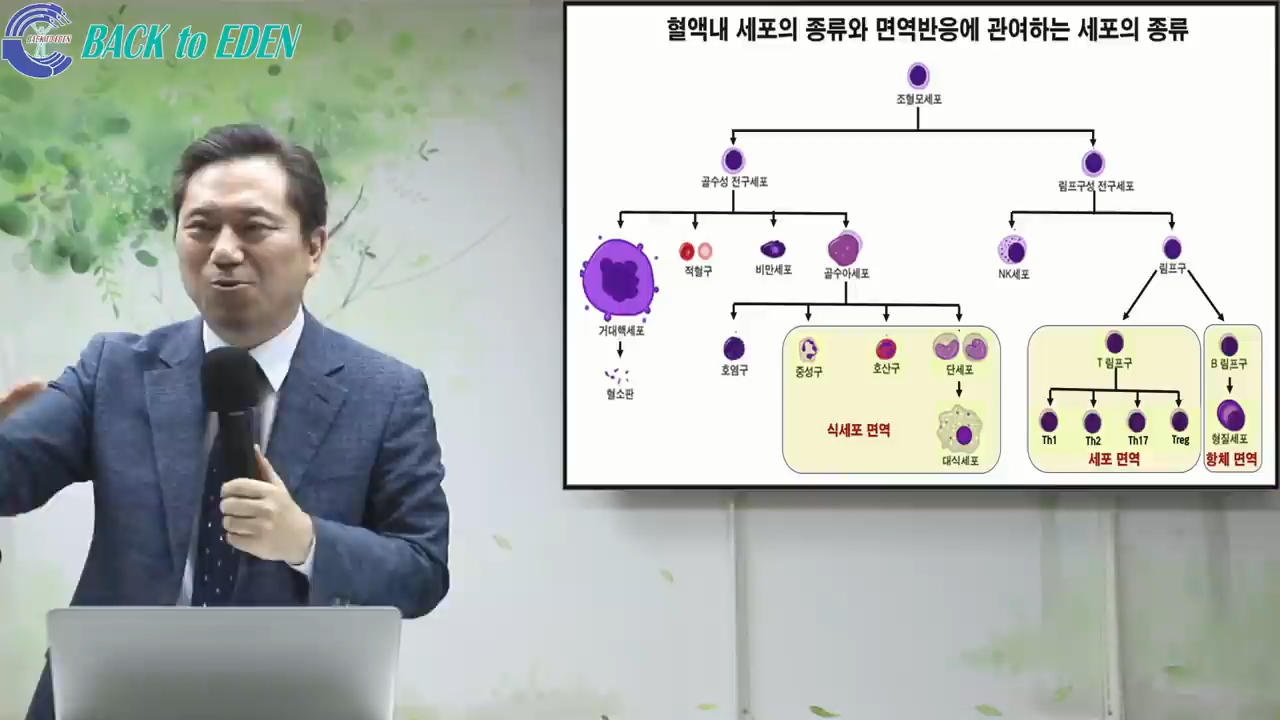 BACK to EDEN
BACK TO EDEN
혈액내 세포의 종류와 면역반응에 관여하는 세포의 종류
조혈모세포
골수성 전구세포
림프구성 전구세포
적혈구
비만세포
골수아세포
NK세포
림프구
거대핵세포
호염구
중성구
호산구
단세포
T 림프구
B 림프구
혈소판
식세포 면역
대식세포
Th1
Th2
Th17
Treg
형질세포
세포 면역
항체 면역